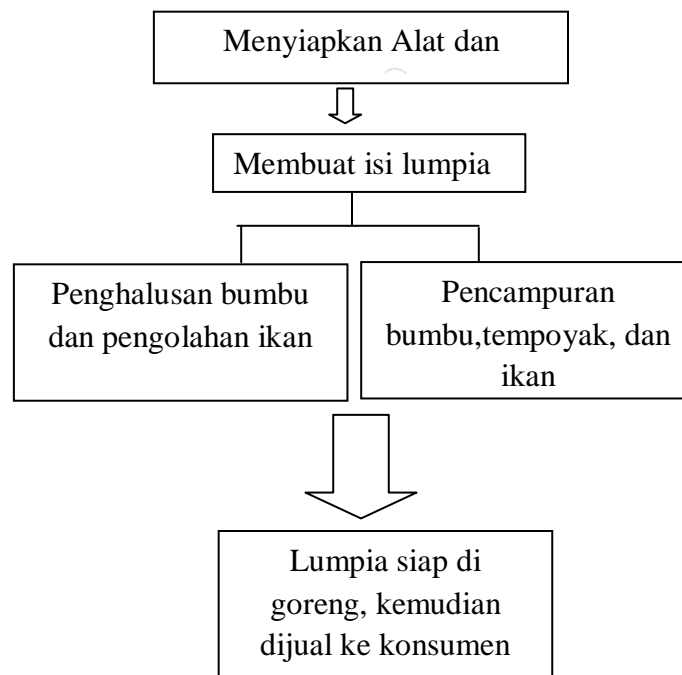 Menyiapkan Alat dan
Membuat isi lumpia
Penghalusan bumbu
dan pengolahan ikan
Pencampuran
bumbu,tempoyak, dan
ikan
Lumpia siap di
goreng, kemudian
dijual ke konsumen